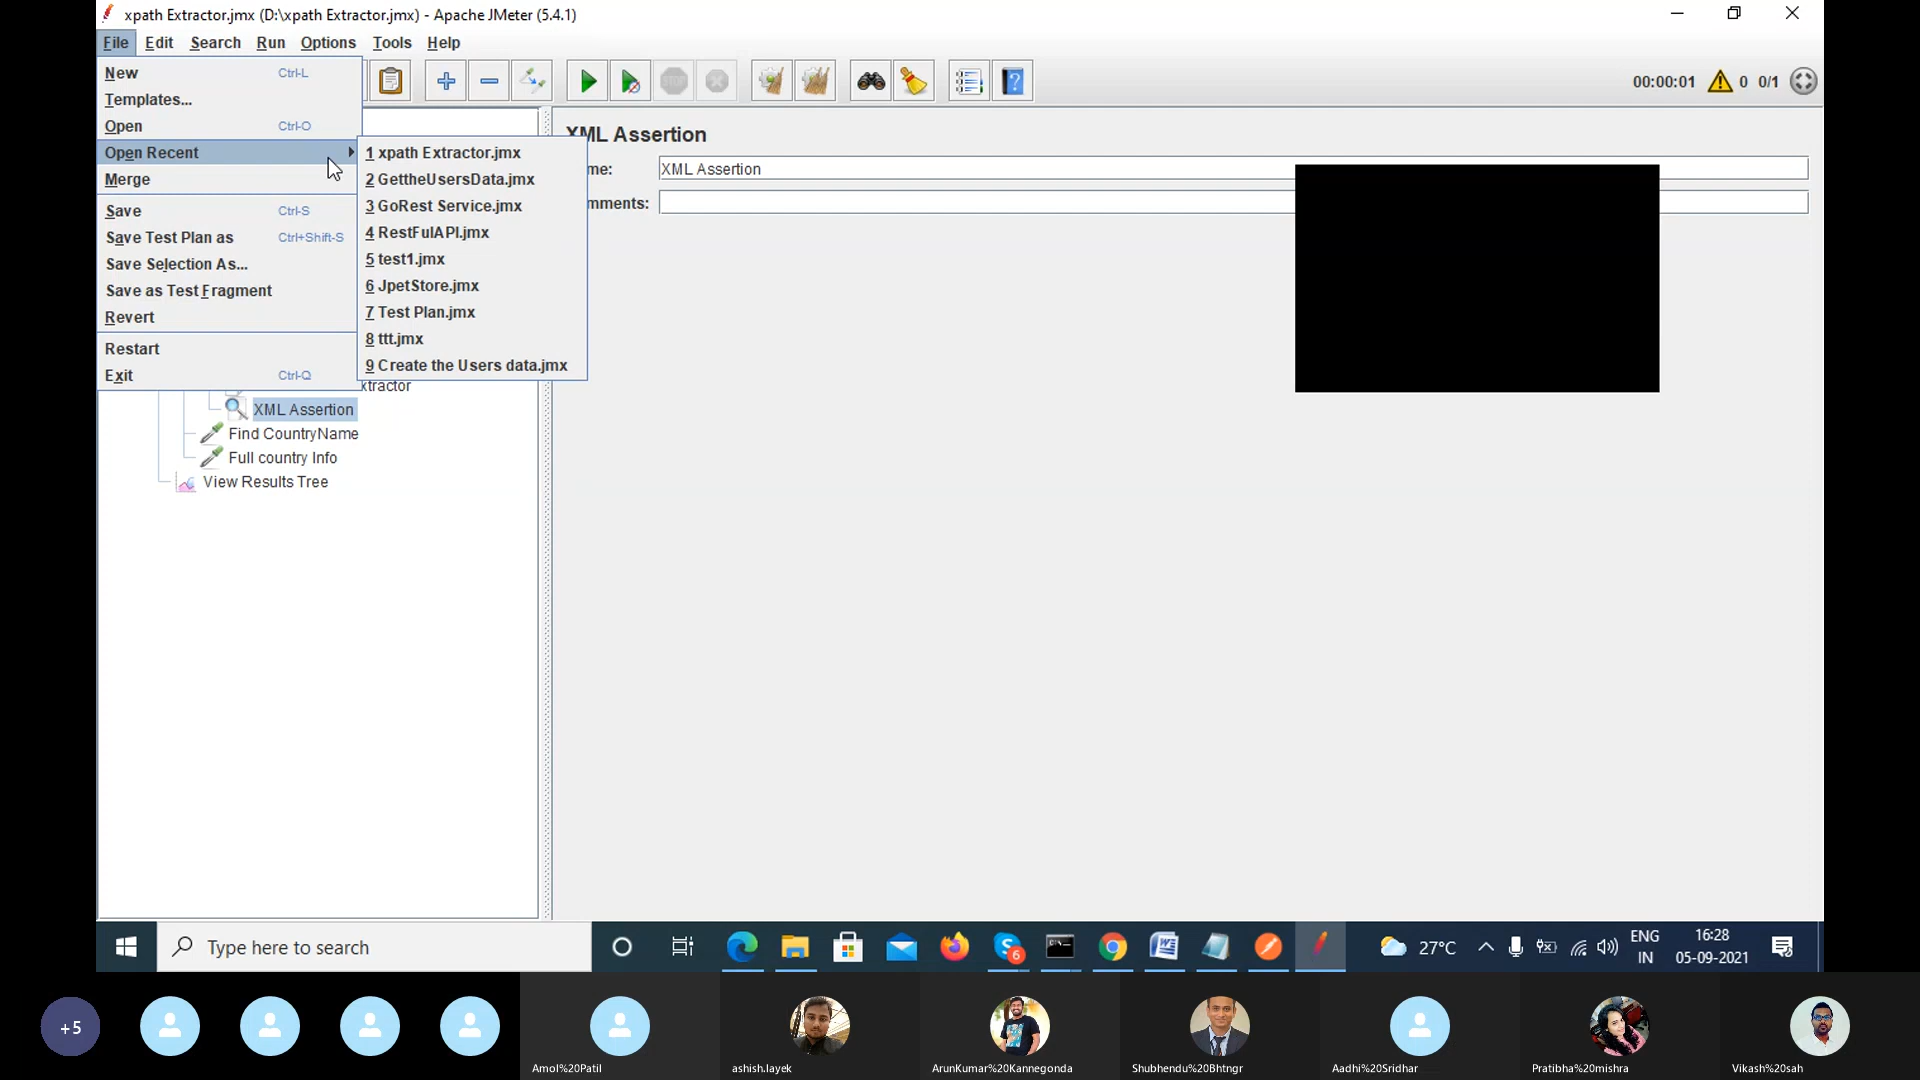 xpath Extractor.jmx (D:\xpath Extractor.jmx) - Apache JMeter (5.4.1)
File Edit Search Run Options Tools Help
New Ctrl-L
Templates...
Open Ctrl-O
Open Recent
Merge
Save Ctrl-S
Save Test Plan as Ctrl+Shift-S
Save Selection As...
Save as Test Fragment
Revert
Restart
Exit Ctrl-Q
1 xpath Extractor.jmx
2 GettheUsersData.jmx
3 GoRest Service.jmx
4 RestFulAPI.jmx
5 test1.jmx
6 JpetStore.jmx
7 Test Plan.jmx
8 ttt.jmx
9 Create the Users data.jmx
STOP
00:00:01 0 0/1
XML Assertion
me: XML Assertion
mments:
xtractor
XML Assertion
Find CountryName
Full country Info
View Results Tree
Type here to search
6
27°C
ENG
IN
16:28
05-09-2021
+5
Amol%20Patil
ashish.layek
ArunKumar%20Kannegonda
Shubhendu%20Bhtngr
Aadhi%20Sridhar
Pratibha%20mishra
Vikash%20sah